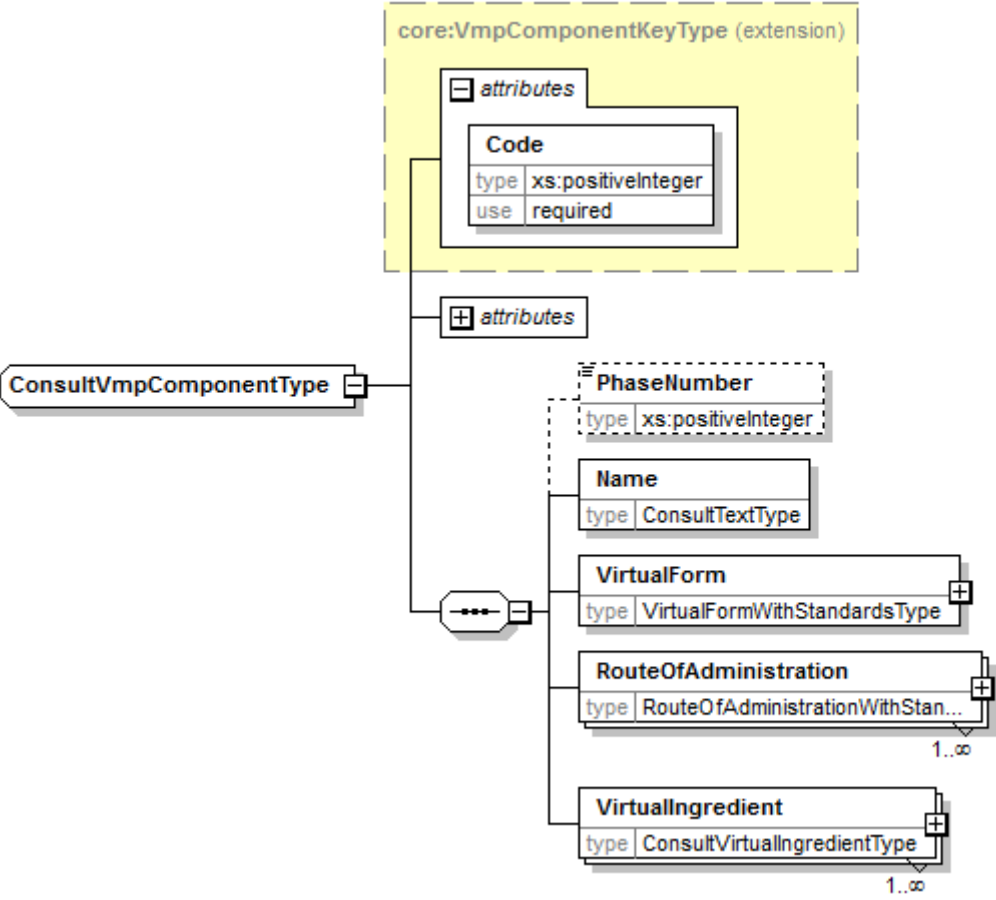 core:VmpComponentKeyType (extension)
attributes
Code
type xs:positiveInteger
use required
attributes
ConsultVmpComponentType
PhaseNumber
type xs:positiveInteger
Name
type ConsultTextType
VirtualForm
type VirtualFormWithStandardsType
RouteOfAdministration
type RouteOfAdministrationWithStan...
1..∞
VirtualIngredient
type ConsultVirtualIngredientType
1..∞